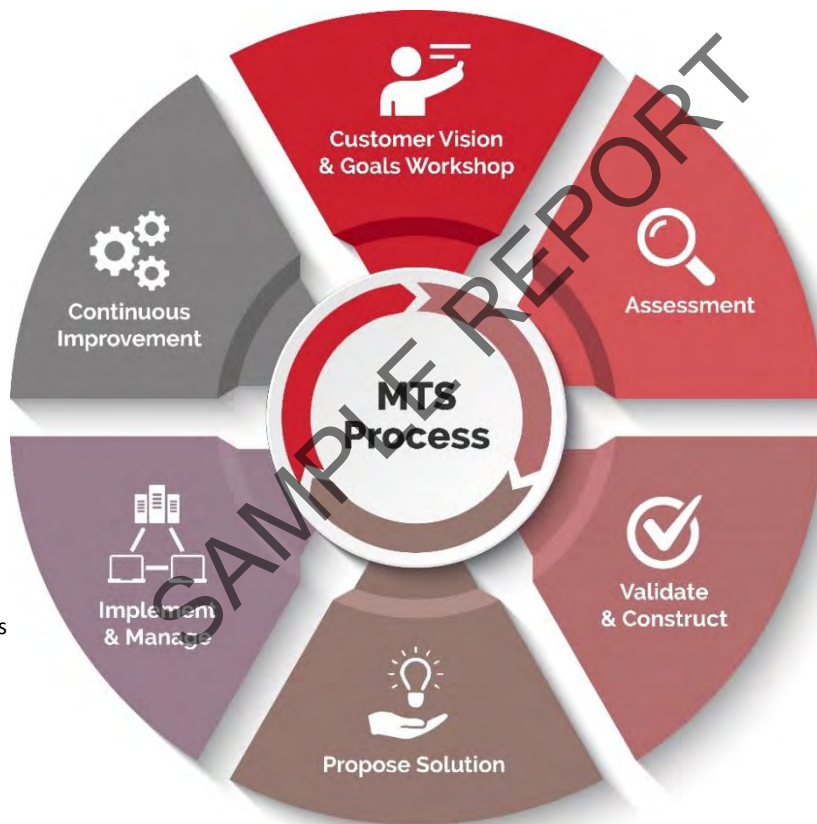 Customer Vision
& Goals Workshop
Assessment
Validate
& Construct
Propose Solution
Implement
& Manage
Continuous
Improvement
MTS
Process
SAMPLE REPORT
s